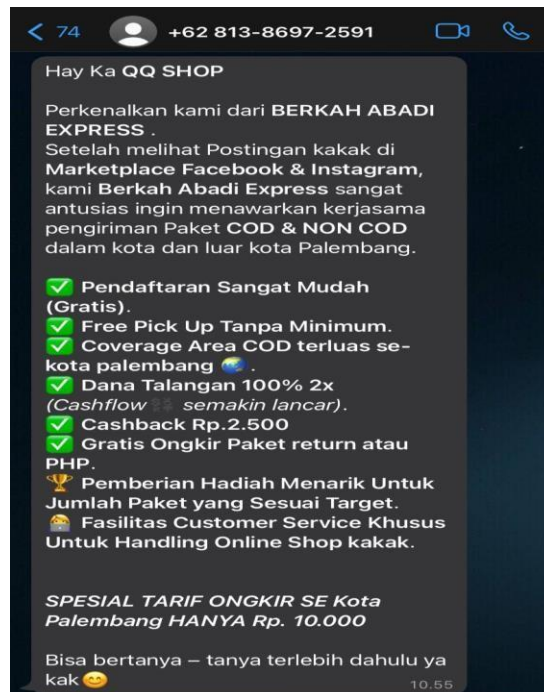 74
+62 813-8697-2591
Hay Ka QQ SHOP
Perkenalkan kami dari BERKAH ABADI
EXPRESS .
Setelah melihat Postingan kakak di
Marketplace Facebook & Instagram,
kami Berkah Abadi Express sangat
antusias ingin menawarkan kerjasama
pengiriman Paket COD & NON COD
dalam kota dan luar kota Palembang.
✅ Pendaftaran Sangat Mudah
(Gratis).
✅ Free Pick Up Tanpa Minimum.
✅ Coverage Area COD terluas se-
kota palembang 🌏 .
✅ Dana Talangan 100% 2x
(Cashflow 💸 semakin lancar).
✅ Cashback Rp.2.500
✅ Gratis Ongkir Paket return atau
PHP.
🏆 Pemberian Hadiah Menarik Untuk
Jumlah Paket yang Sesuai Target.
👩‍💻 Fasilitas Customer Service Khusus
Untuk Handling Online Shop kakak.
SPESIAL TARIF ONGKIR SE Kota
Palembang HANYA Rp. 10.000
Bisa bertanya – tanya terlebih dahulu ya
kak😊
10.55